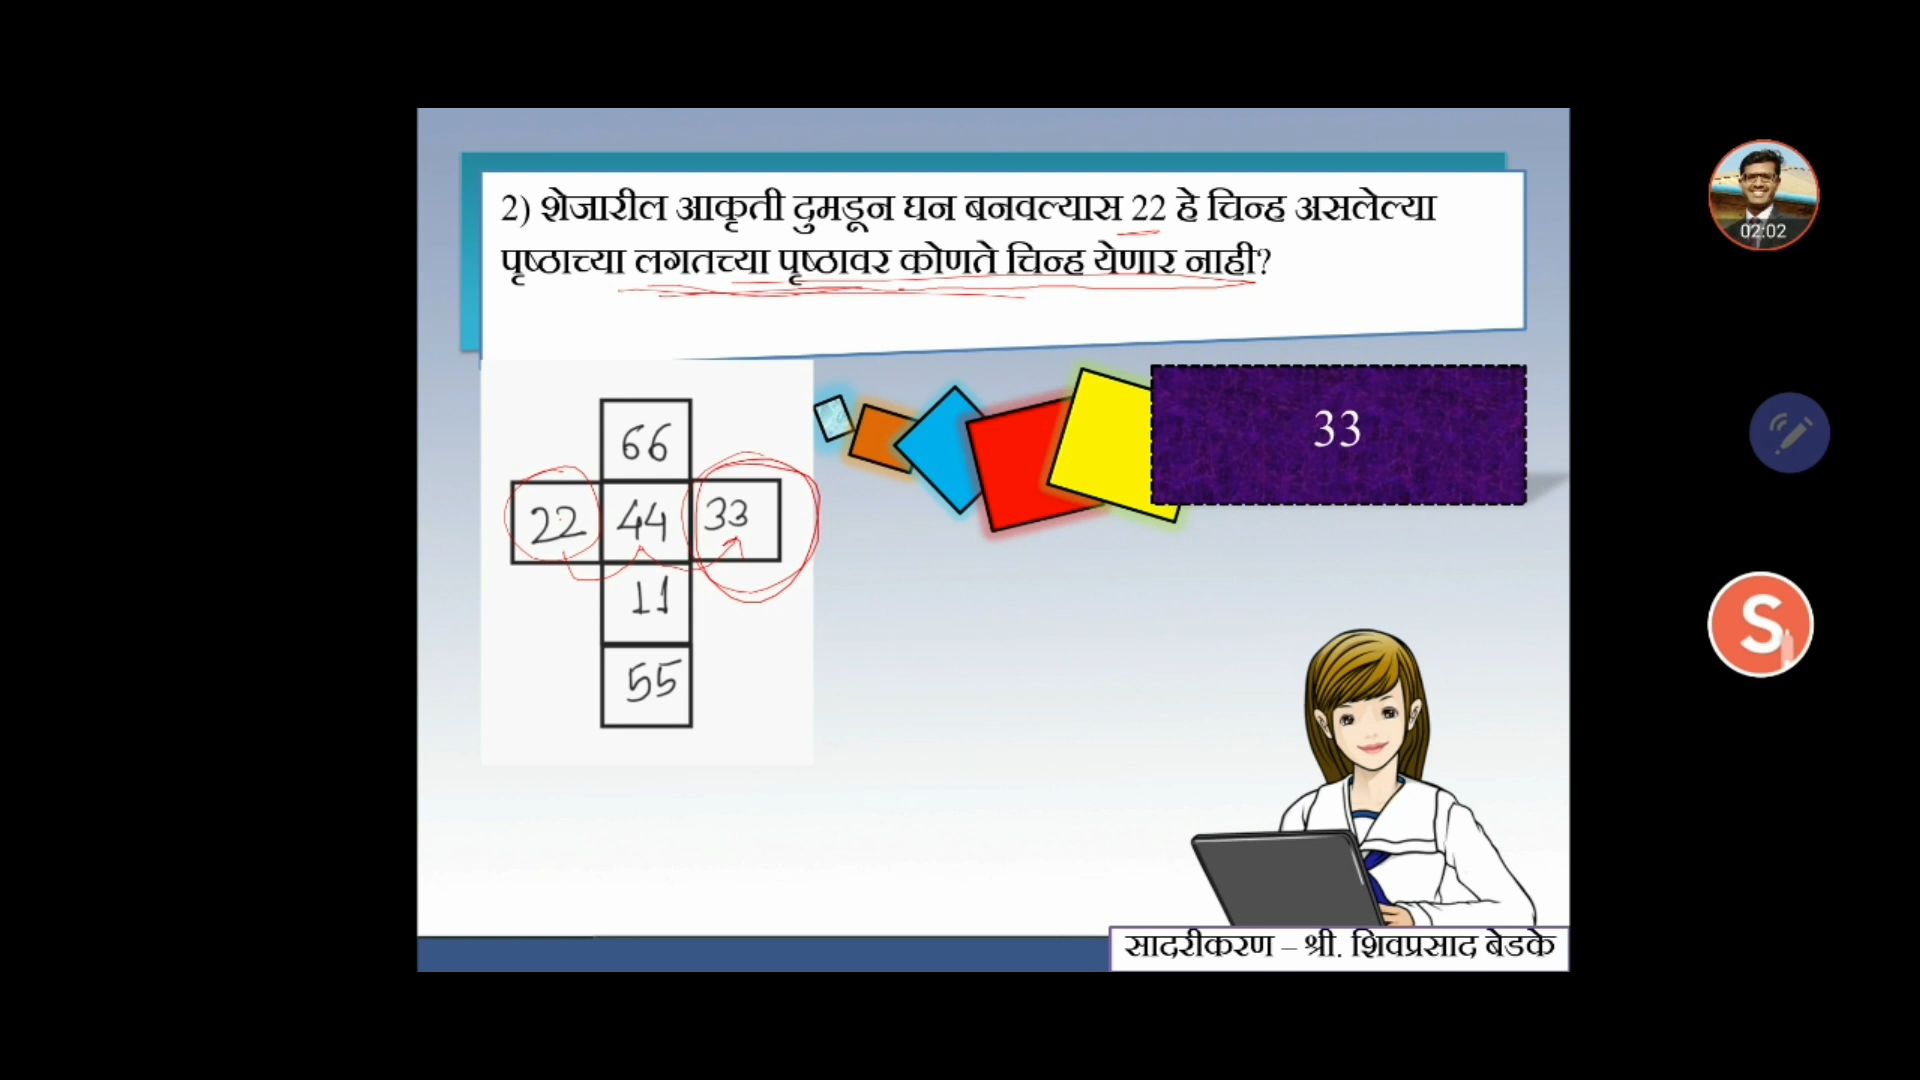 2) शेजारील आकृती दुमडून घन बनवल्यास 22 हे चिन्ह असलेल्या
पृष्ठाच्या लगतच्या पृष्ठावर कोणते चिन्ह येणार नाही?
33
66
22 44 33
11
55
सादरीकरण – श्री. शिवप्रसाद बेडके
02:02
S